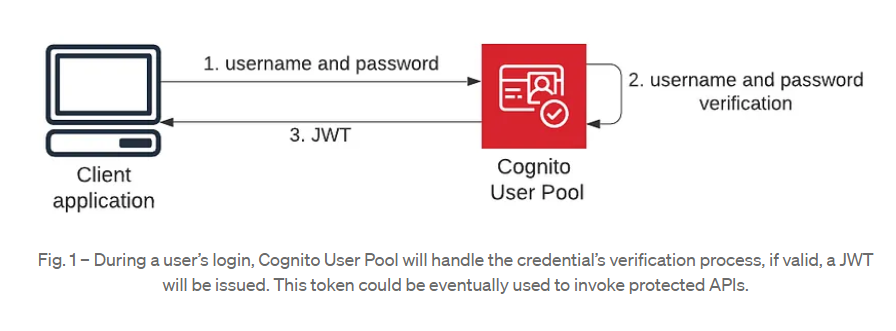 1. username and password
2. username and password
verification
3. JWT
Client
application
Cognito
User Pool
Fig. 1 – During a user's login, Cognito User Pool will handle the credential's verification process, if valid, a JWT
will be issued. This token could be eventually used to invoke protected APIs.